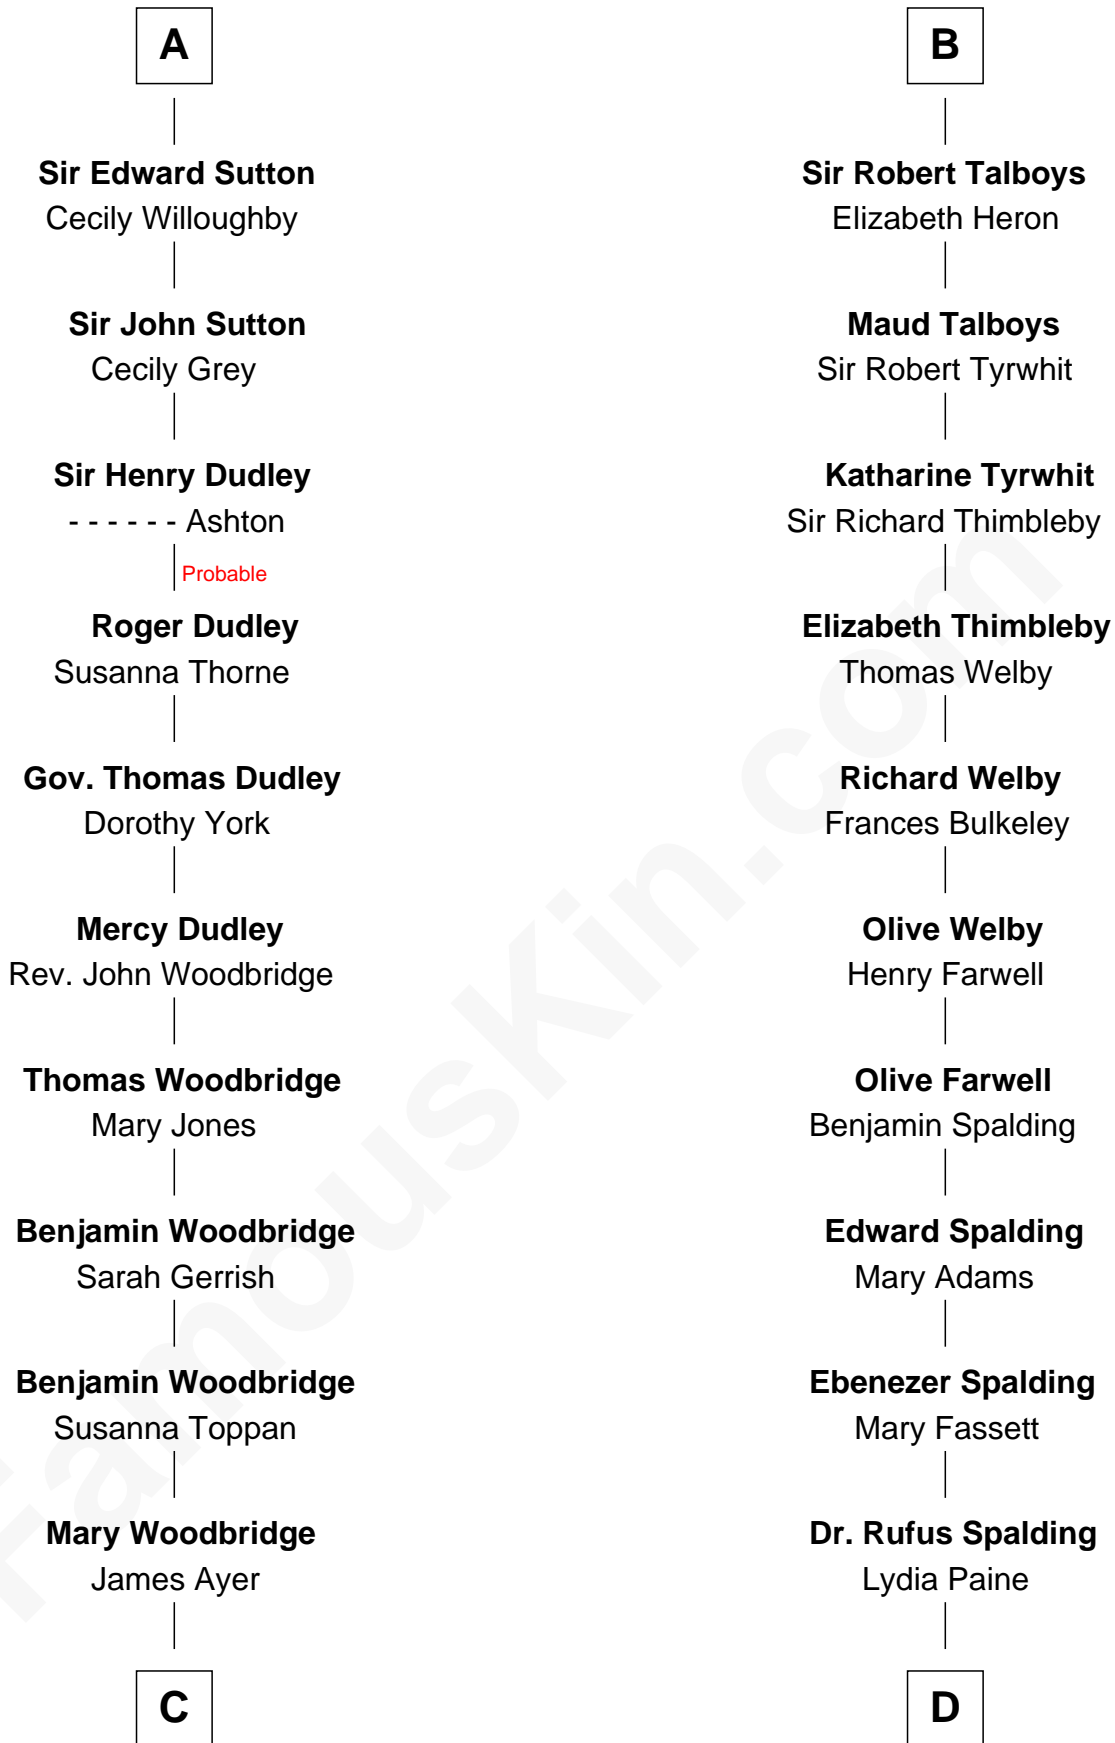 A
Sir Edward Sutton
Cecily Willoughby
Sir John Sutton
Cecily Grey
Sir Henry Dudley
- - - - - - Ashton
Probable
Roger Dudley
Susanna Thorne
Gov. Thomas Dudley
Dorothy York
Mercy Dudley
Rev. John Woodbridge
Thomas Woodbridge
Mary Jones
Benjamin Woodbridge
Sarah Gerrish
Benjamin Woodbridge
Susanna Toppan
Mary Woodbridge
James Ayer
C
B
Sir Robert Talboys
Elizabeth Heron
Maud Talboys
Sir Robert Tyrwhit
Katharine Tyrwhit
Sir Richard Thimbleby
Elizabeth Thimbleby
Thomas Welby
Richard Welby
Frances Bulkeley
Olive Welby
Henry Farwell
Olive Farwell
Benjamin Spalding
Edward Spalding
Mary Adams
Ebenezer Spalding
Mary Fassett
Dr. Rufus Spalding
Lydia Paine
D
FamousKin.com